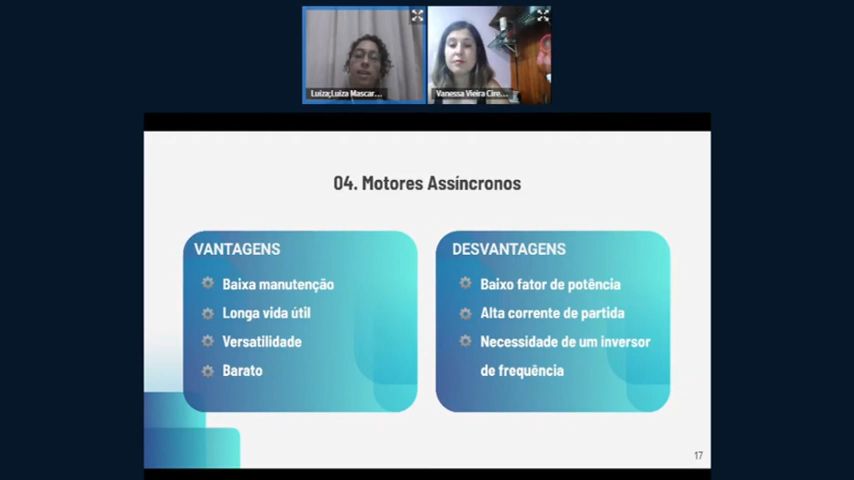 Luiza;Luiza Mascar...
Vanessa Vieira Cire...
04. Motores Assíncronos
VANTAGENS
Baixa manutenção
Longa vida útil
Versatilidade
Barato
DESVANTAGENS
Baixo fator de potência
Alta corrente de partida
Necessidade de um inversor
de frequência
17